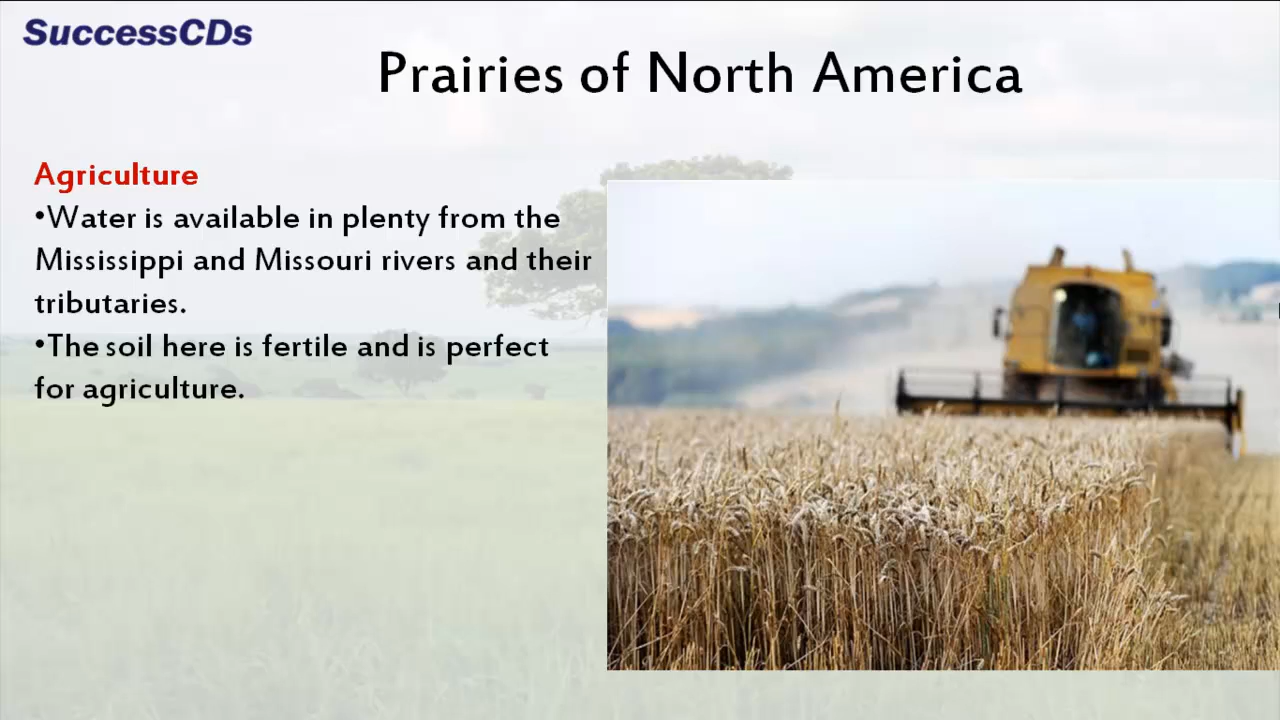 SuccessCDs
Prairies of North America
Agriculture
•Water is available in plenty from the
Mississippi and Missouri rivers and their
tributaries.
•The soil here is fertile and is perfect
for agriculture.